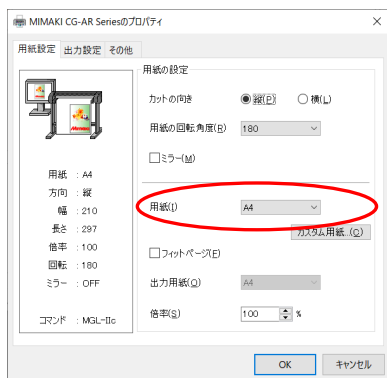 MIMAKI CG-AR Seriesのプロパティ
用紙設定 出力設定 その他
Mimaki
用紙 : A4
方向 : 縦
幅 : 210
長さ : 297
倍率 : 100
回転 : 180
ミラー : OFF
コマンド : MGL-IIc
用紙の設定
カットの向き 縦(P) 横(L)
用紙の回転角度(R) 180
ミラー(M)
用紙(I) A4
カスタム用紙...(C)
フィットページ(F)
出力用紙(O) A4
倍率(S) 100 %
OK キャンセル